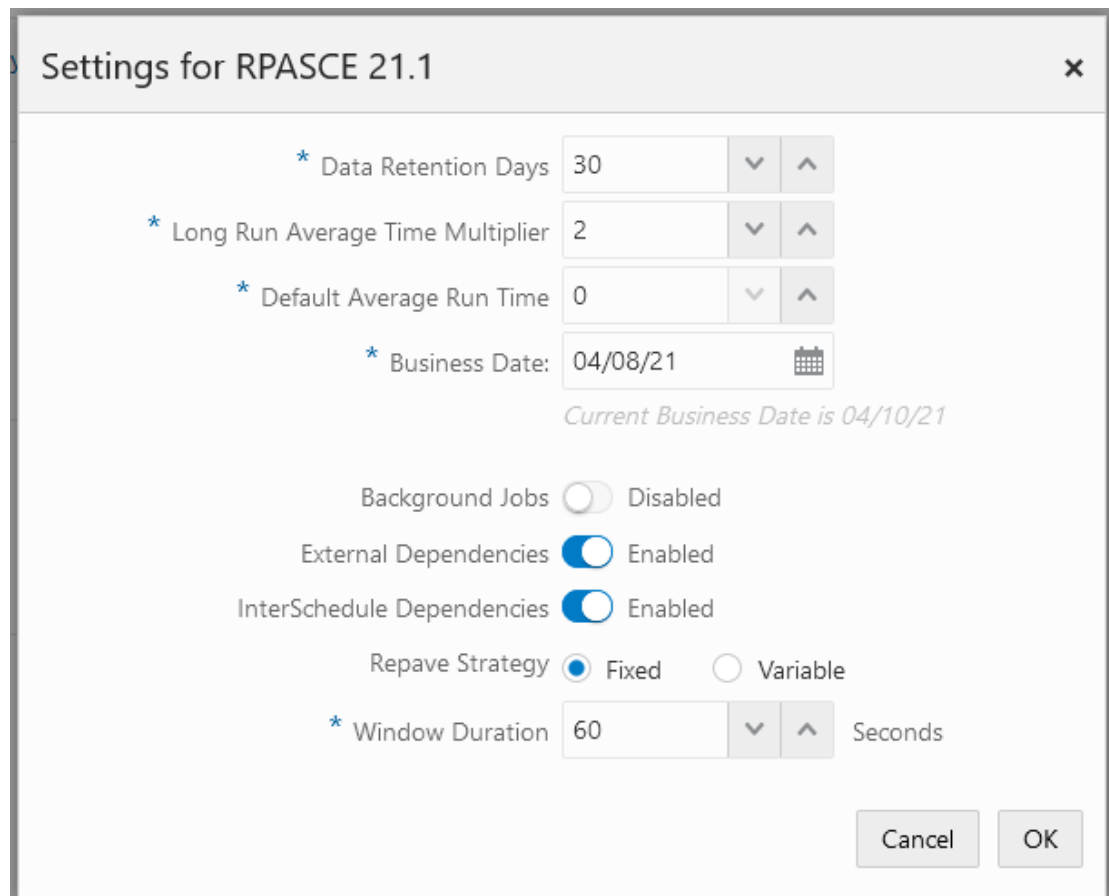 Settings for RPASCE 21.1
* Data Retention Days 30
* Long Run Average Time Multiplier 2
* Default Average Run Time 0
* Business Date: 04/08/21
Current Business Date is 04/10/21
Background Jobs Disabled
External Dependencies Enabled
InterSchedule Dependencies Enabled
Repave Strategy Fixed Variable
* Window Duration 60 Seconds
Cancel OK